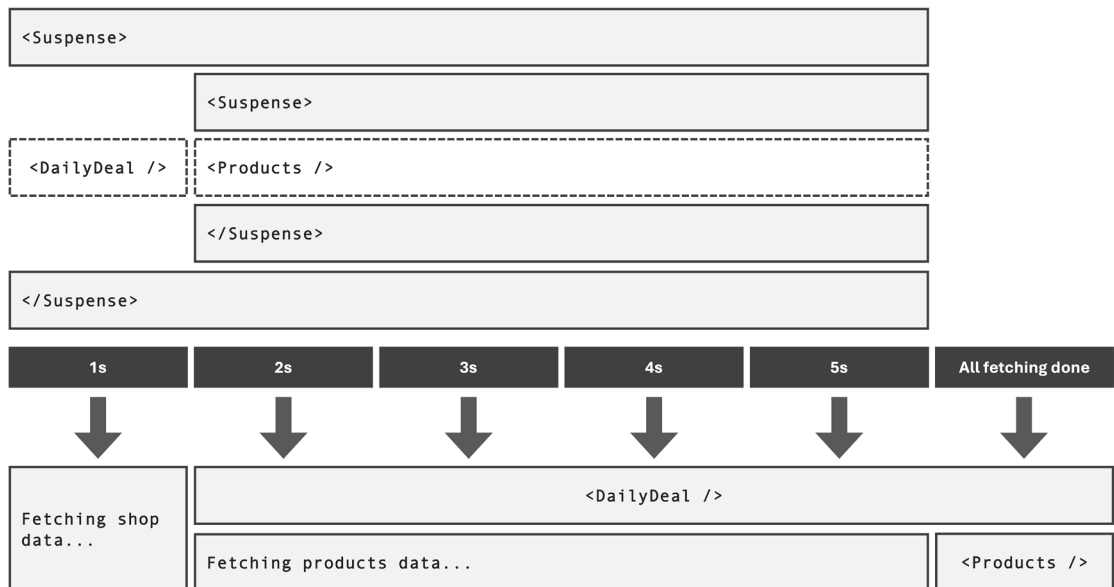 <Suspense>
<Suspense>
<DailyDeal />
<Products />
</Suspense>
</Suspense>
1s
2s
3s
4s
5s
All fetching done
Fetching shop
data...
<DailyDeal />
Fetching products data...
<Products />